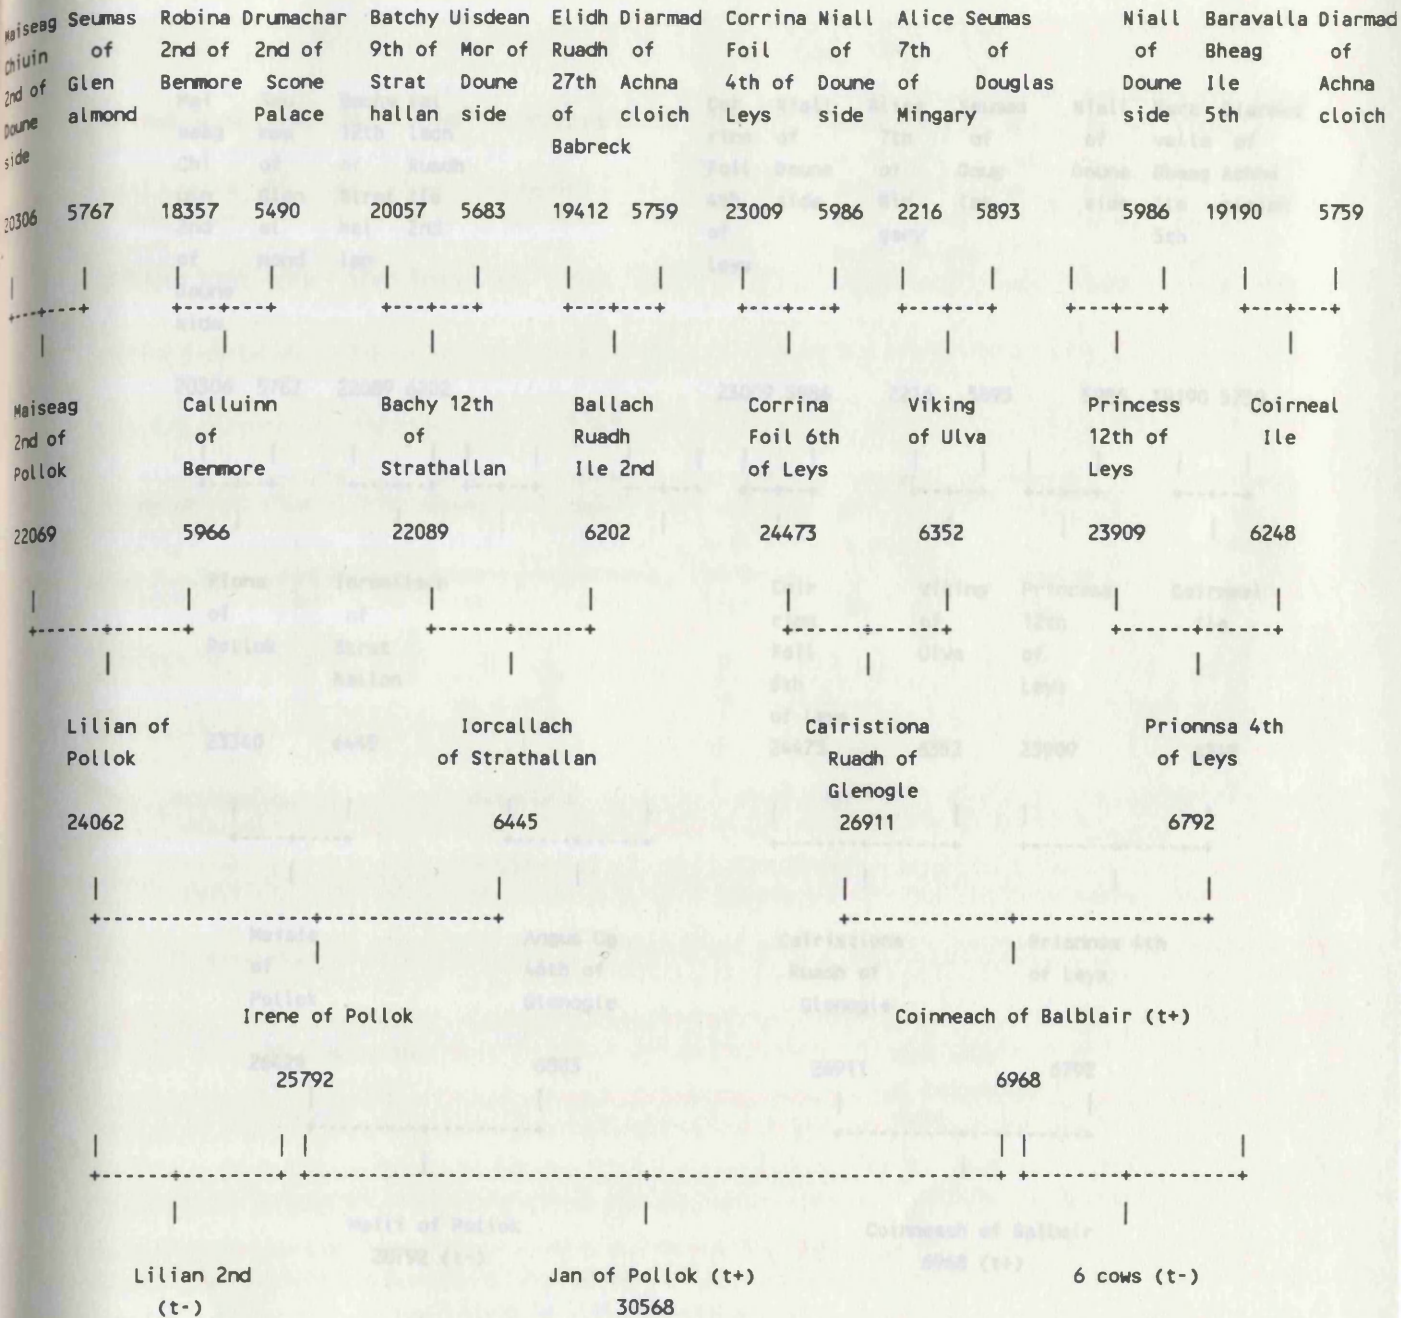 Maiseag Seumas Robina Drumachar Batchy Uisdean Elidh Diarmad Corrina Niall Alice Seumas Niall Baravalla Diarmad
Chiuin of 2nd of 2nd of 9th of Mor of Ruadh of Foil of 7th of of Bheag of
2nd of Glen Benmore Scone Strat Doune 27th Achna 4th of Doune of Douglas Doune Ile Achna
Doune almond Palace hallan side of cloich Leys side Mingary side 5th cloich
side Babreck
20306 5767 18357 5490 20057 5683 19412 5759 23009 5986 2216 5893 5986 19190 5759
Maiseag Calluinn Bachy 12th Ballach Corrina Viking Princess Coirneal
2nd of of of Ruadh Foil 6th of Ulva 12th of Ile
Pollok Benmore Strathallan Ile 2nd of Leys Leys
22069 5966 22089 6202 24473 6352 23909 6248
Lilian of Iorcallach Cairistiona Prionnsa 4th
Pollok of Strathallan Ruadh of of Leys
Glenogle
24062 6445 26911 6792
Irene of Pollok Coinneach of Balblair (t+)
25792 6968
Lilian 2nd Jan of Pollok (t+) 6 cows (t-)
(t-) 30568